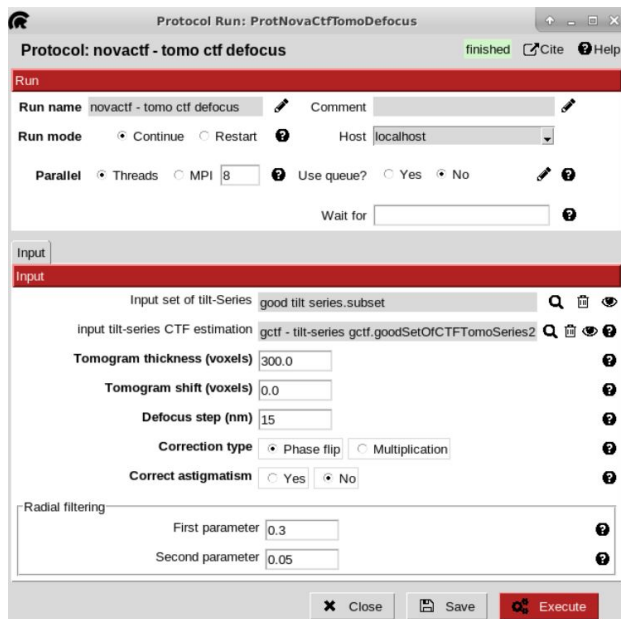 Protocol Run: ProtNovaCtfTomoDefocus
Protocol: novactf - tomo ctf defocus finished Cite Help
Run
Run name novactf - tomo ctf defocus Comment
Run mode Continue Restart Host localhost
Parallel Threads MPI 8 Use queue? Yes No
Wait for
Input
Input
Input set of tilt-Series good tilt series.subset
input tilt-series CTF estimation gctf - tilt-series gctf.goodSetOfCTFTomoSeries2
Tomogram thickness (voxels) 300.0
Tomogram shift (voxels) 0.0
Defocus step (nm) 15
Correction type Phase flip Multiplication
Correct astigmatism Yes No
Radial filtering
First parameter 0.3
Second parameter 0.05
Close Save Execute